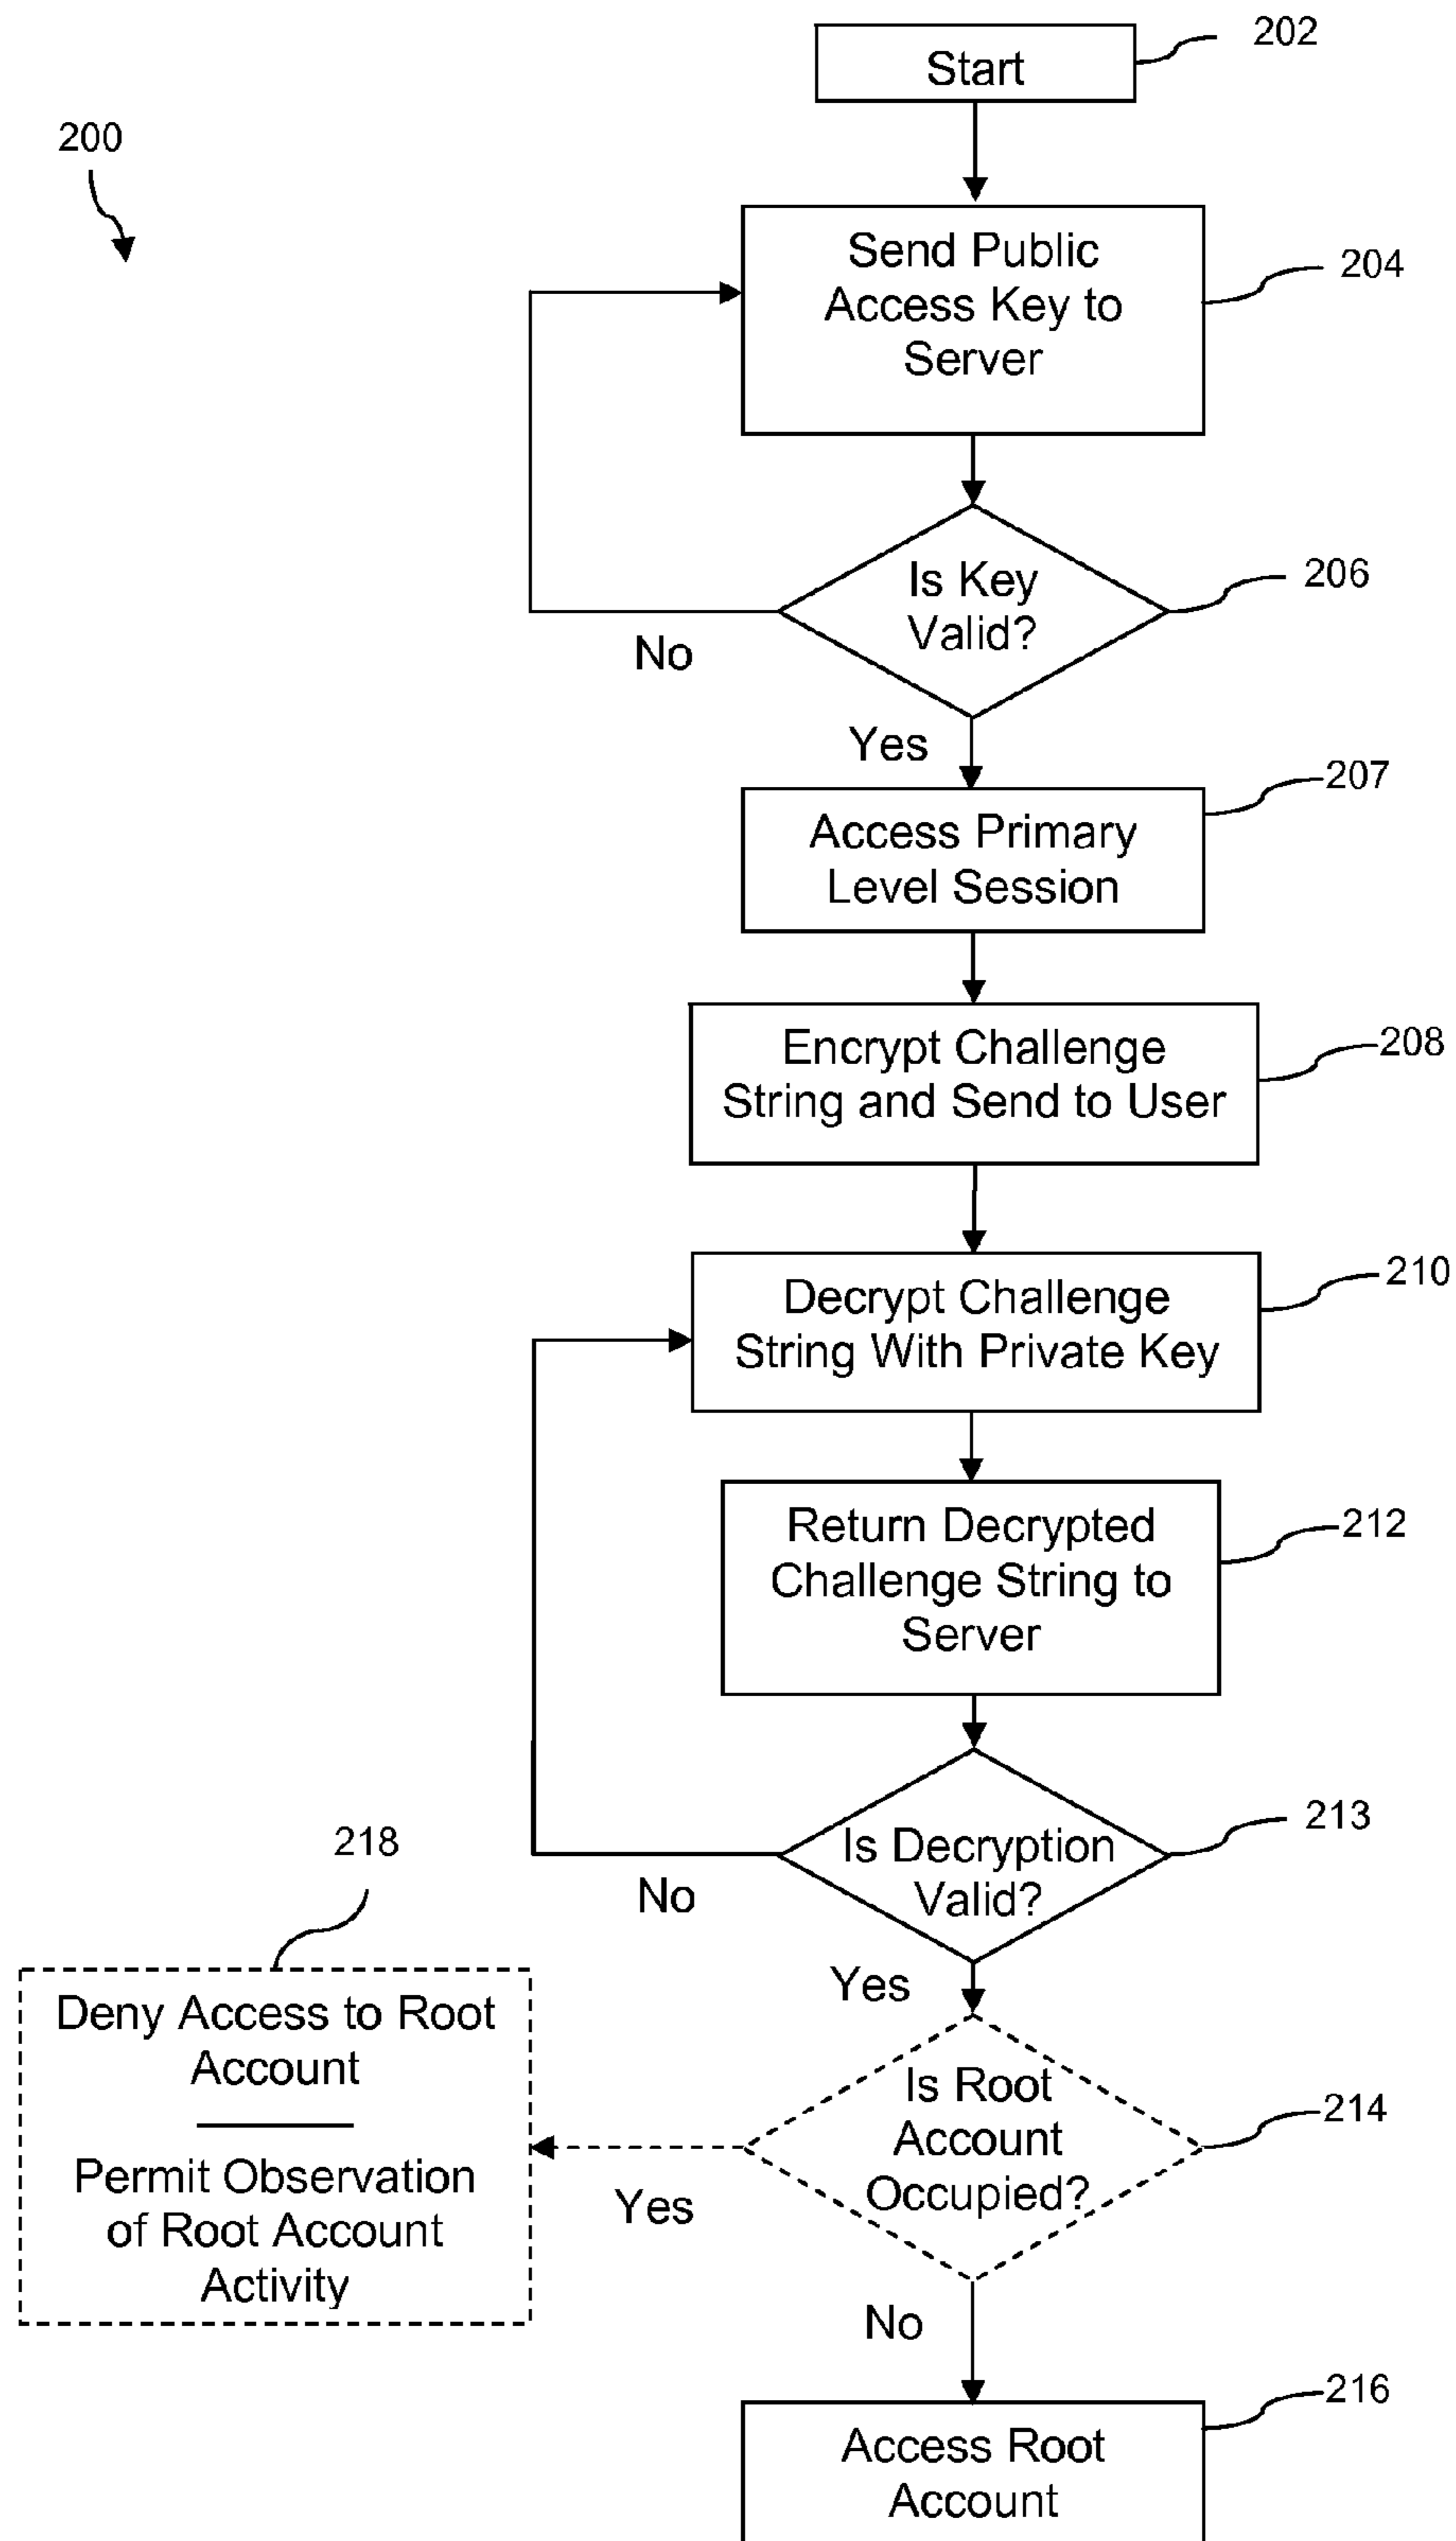 202
Start
200
Send Public
Access Key to
Server
204
Is Key
Valid?
206
No
Yes
207
Access Primary
Level Session
208
Encrypt Challenge
String and Send to User
210
Decrypt Challenge
String With Private Key
212
Return Decrypted
Challenge String to
Server
213
Is Decryption
Valid?
No
218
Yes
Deny Access to Root
Account
Permit Observation
of Root Account
Activity
Is Root
Account
Occupied?
214
Yes
No
216
Access Root
Account